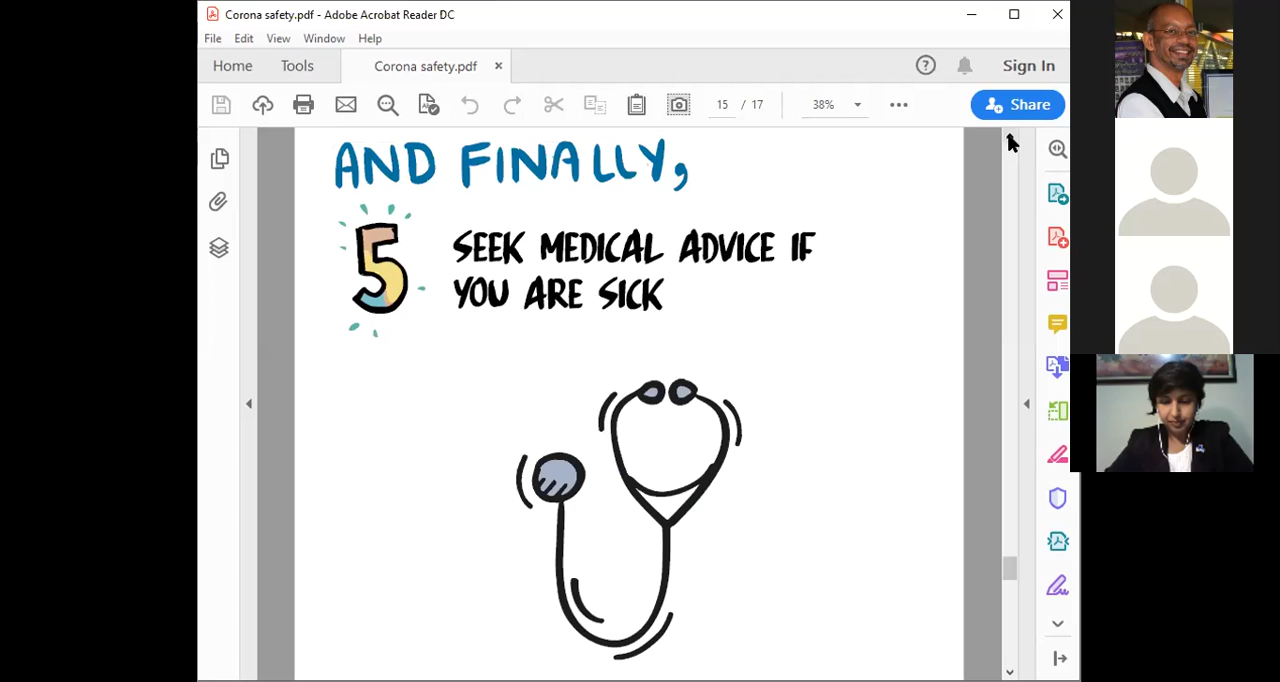 Corona safety.pdf - Adobe Acrobat Reader DC
File Edit View Window Help
Home Tools Corona safety.pdf Sign In
15 / 17 38% Share
AND FINALLY,
5 SEEK MEDICAL ADVICE IF
YOU ARE SICK